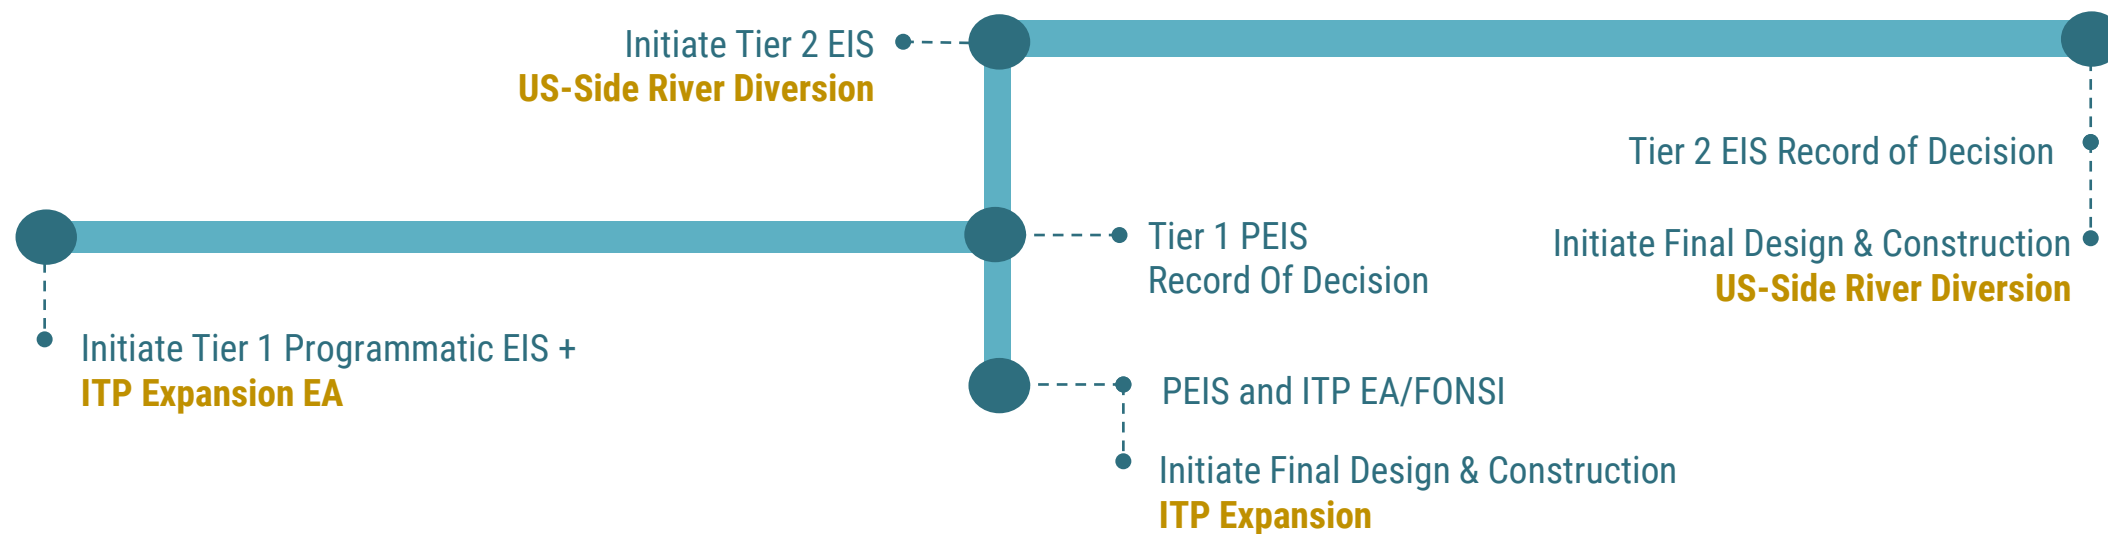 Initiate Tier 2 EIS
US-Side River Diversion
Tier 2 EIS Record of Decision
Tier 1 PEIS
Record Of Decision
Initiate Final Design & Construction
US-Side River Diversion
Initiate Tier 1 Programmatic EIS +
ITP Expansion EA
PEIS and ITP EA/FONSI
Initiate Final Design & Construction
ITP Expansion